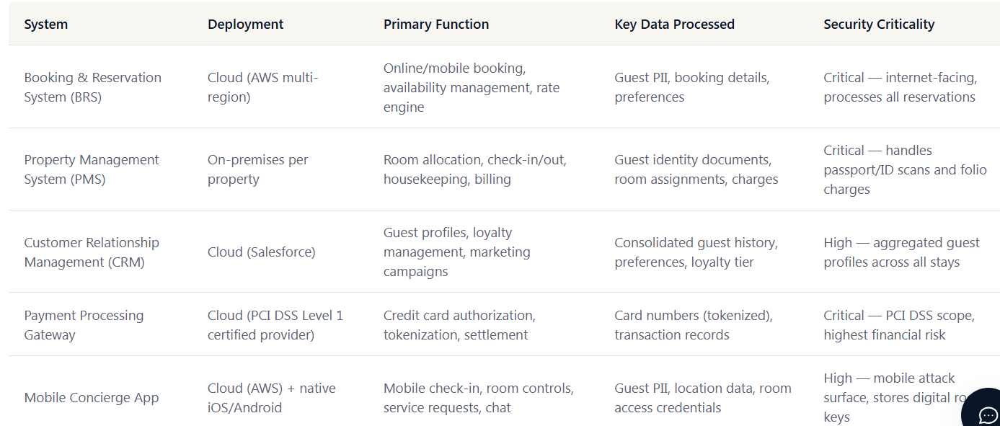 System
Deployment
Primary Function
Key Data Processed
Security Criticality
Booking & Reservation
System (BRS)
Cloud (AWS multi-
region)
Online/mobile booking,
availability management, rate
engine
Guest PII, booking details,
preferences
Critical — internet-facing,
processes all reservations
Property Management
System (PMS)
On-premises per
property
Room allocation, check-in/out,
housekeeping, billing
Guest identity documents,
room assignments, charges
Critical — handles
passport/ID scans and folio
charges
Customer Relationship
Management (CRM)
Cloud (Salesforce)
Guest profiles, loyalty
management, marketing
campaigns
Consolidated guest history,
preferences, loyalty tier
High — aggregated guest
profiles across all stays
Payment Processing
Gateway
Cloud (PCI DSS Level 1
certified provider)
Credit card authorization,
tokenization, settlement
Card numbers (tokenized),
transaction records
Critical — PCI DSS scope,
highest financial risk
Mobile Concierge App
Cloud (AWS) + native
iOS/Android
Mobile check-in, room controls,
service requests, chat
Guest PII, location data, room
access credentials
High — mobile attack
surface, stores digital
keys